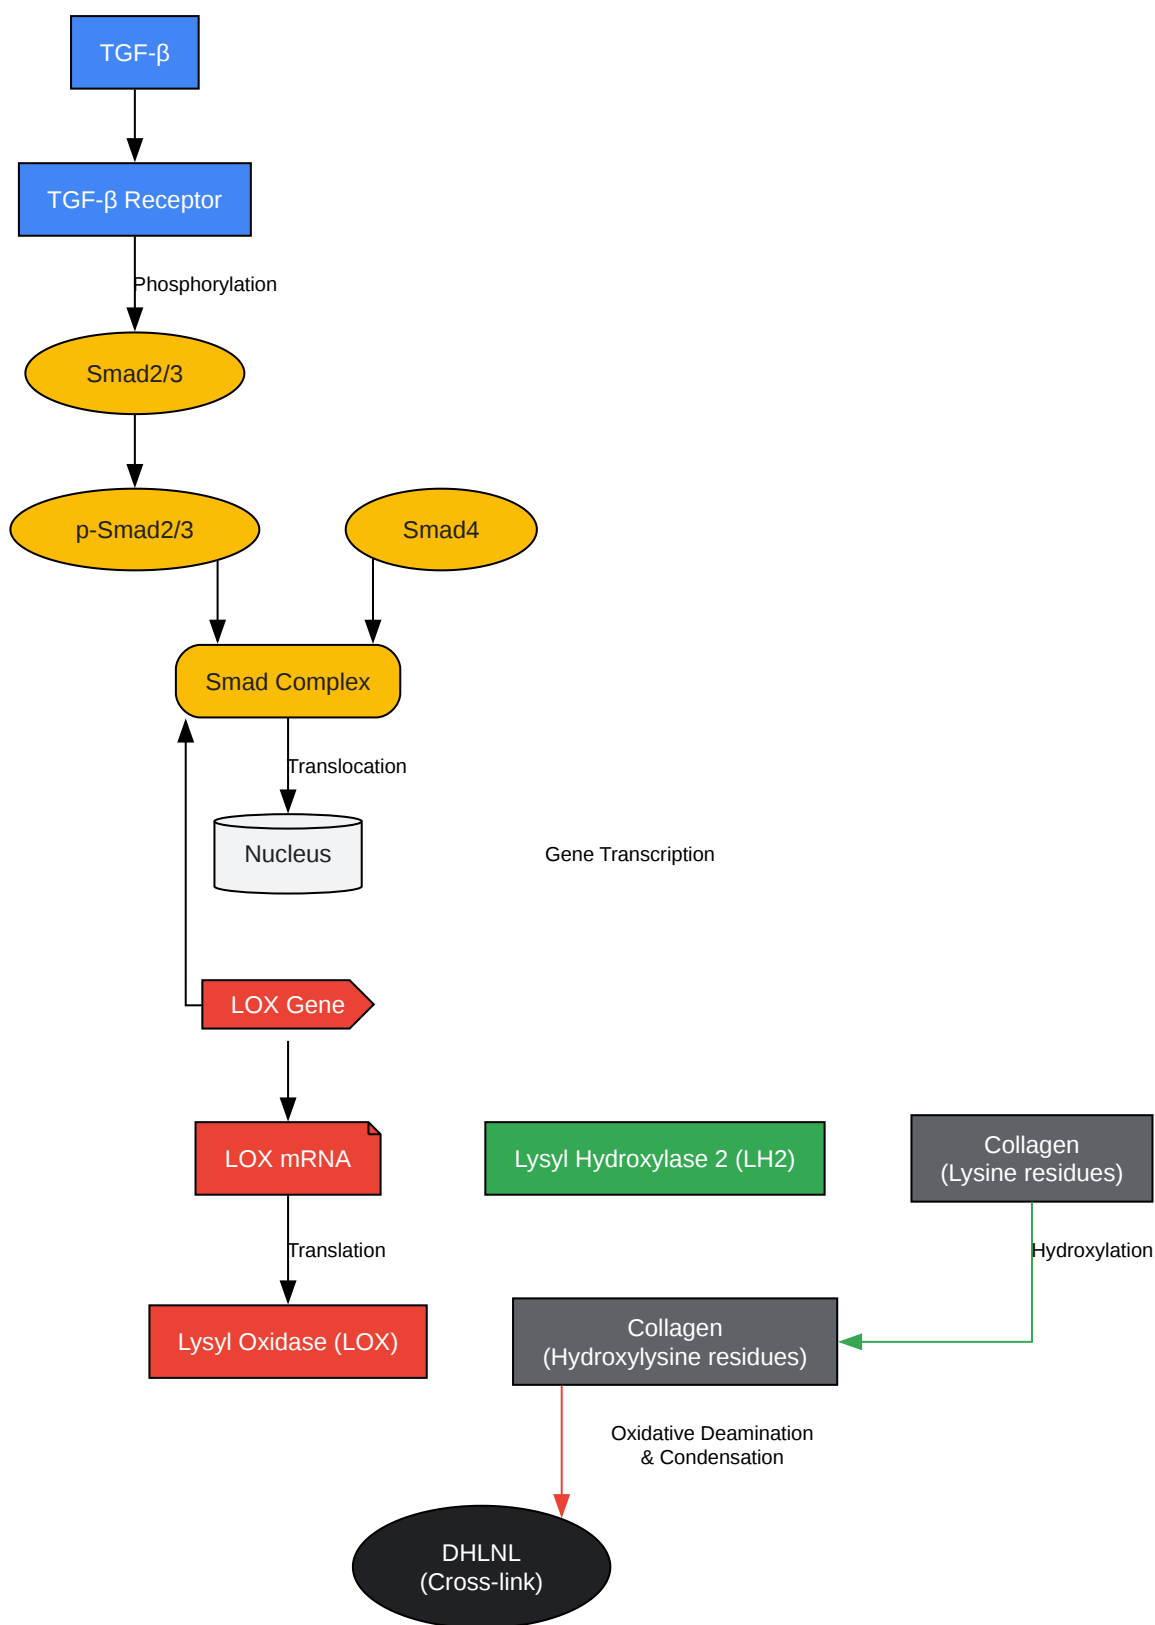 TGF-β
TGF-β Receptor
Phosphorylation
Smad2/3
p-Smad2/3
Smad4
Smad Complex
Translocation
Nucleus
Gene Transcription
LOX Gene
LOX mRNA
Lysyl Hydroxylase 2 (LH2)
Collagen
(Lysine residues)
Translation
Hydroxylation
Lysyl Oxidase (LOX)
Collagen
(Hydroxylysine residues)
Oxidative Deamination
& Condensation
DHLNL
(Cross-link)